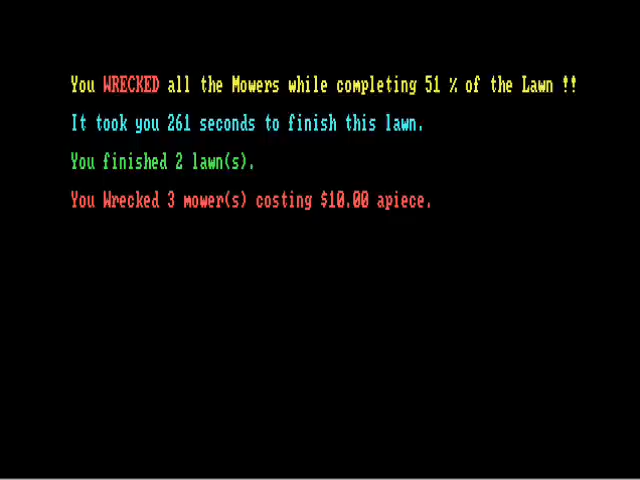 You WRECKED all the Mowers while completing 51 % of the Lawn !!
It took you 261 seconds to finish this lawn.
You finished 2 lawn(s).
You Wrecked 3 mower(s) costing $10.00 apiece.